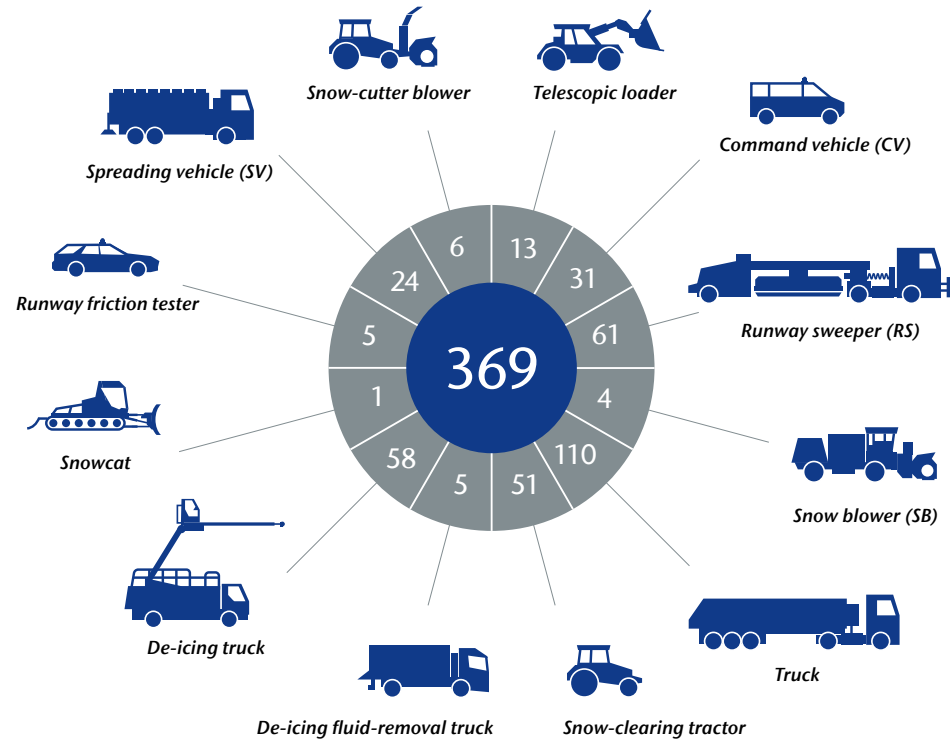 Snow-cutter blower
Telescopic loader
Command vehicle (CV)
Spreading vehicle (SV)
6
13
24
31
Runway friction tester
5
61
Runway sweeper (RS)
369
1
4
Snowcat
58
110
5
51
Snow blower (SB)
De-icing truck
Truck
De-icing fluid-removal truck
Snow-clearing tractor